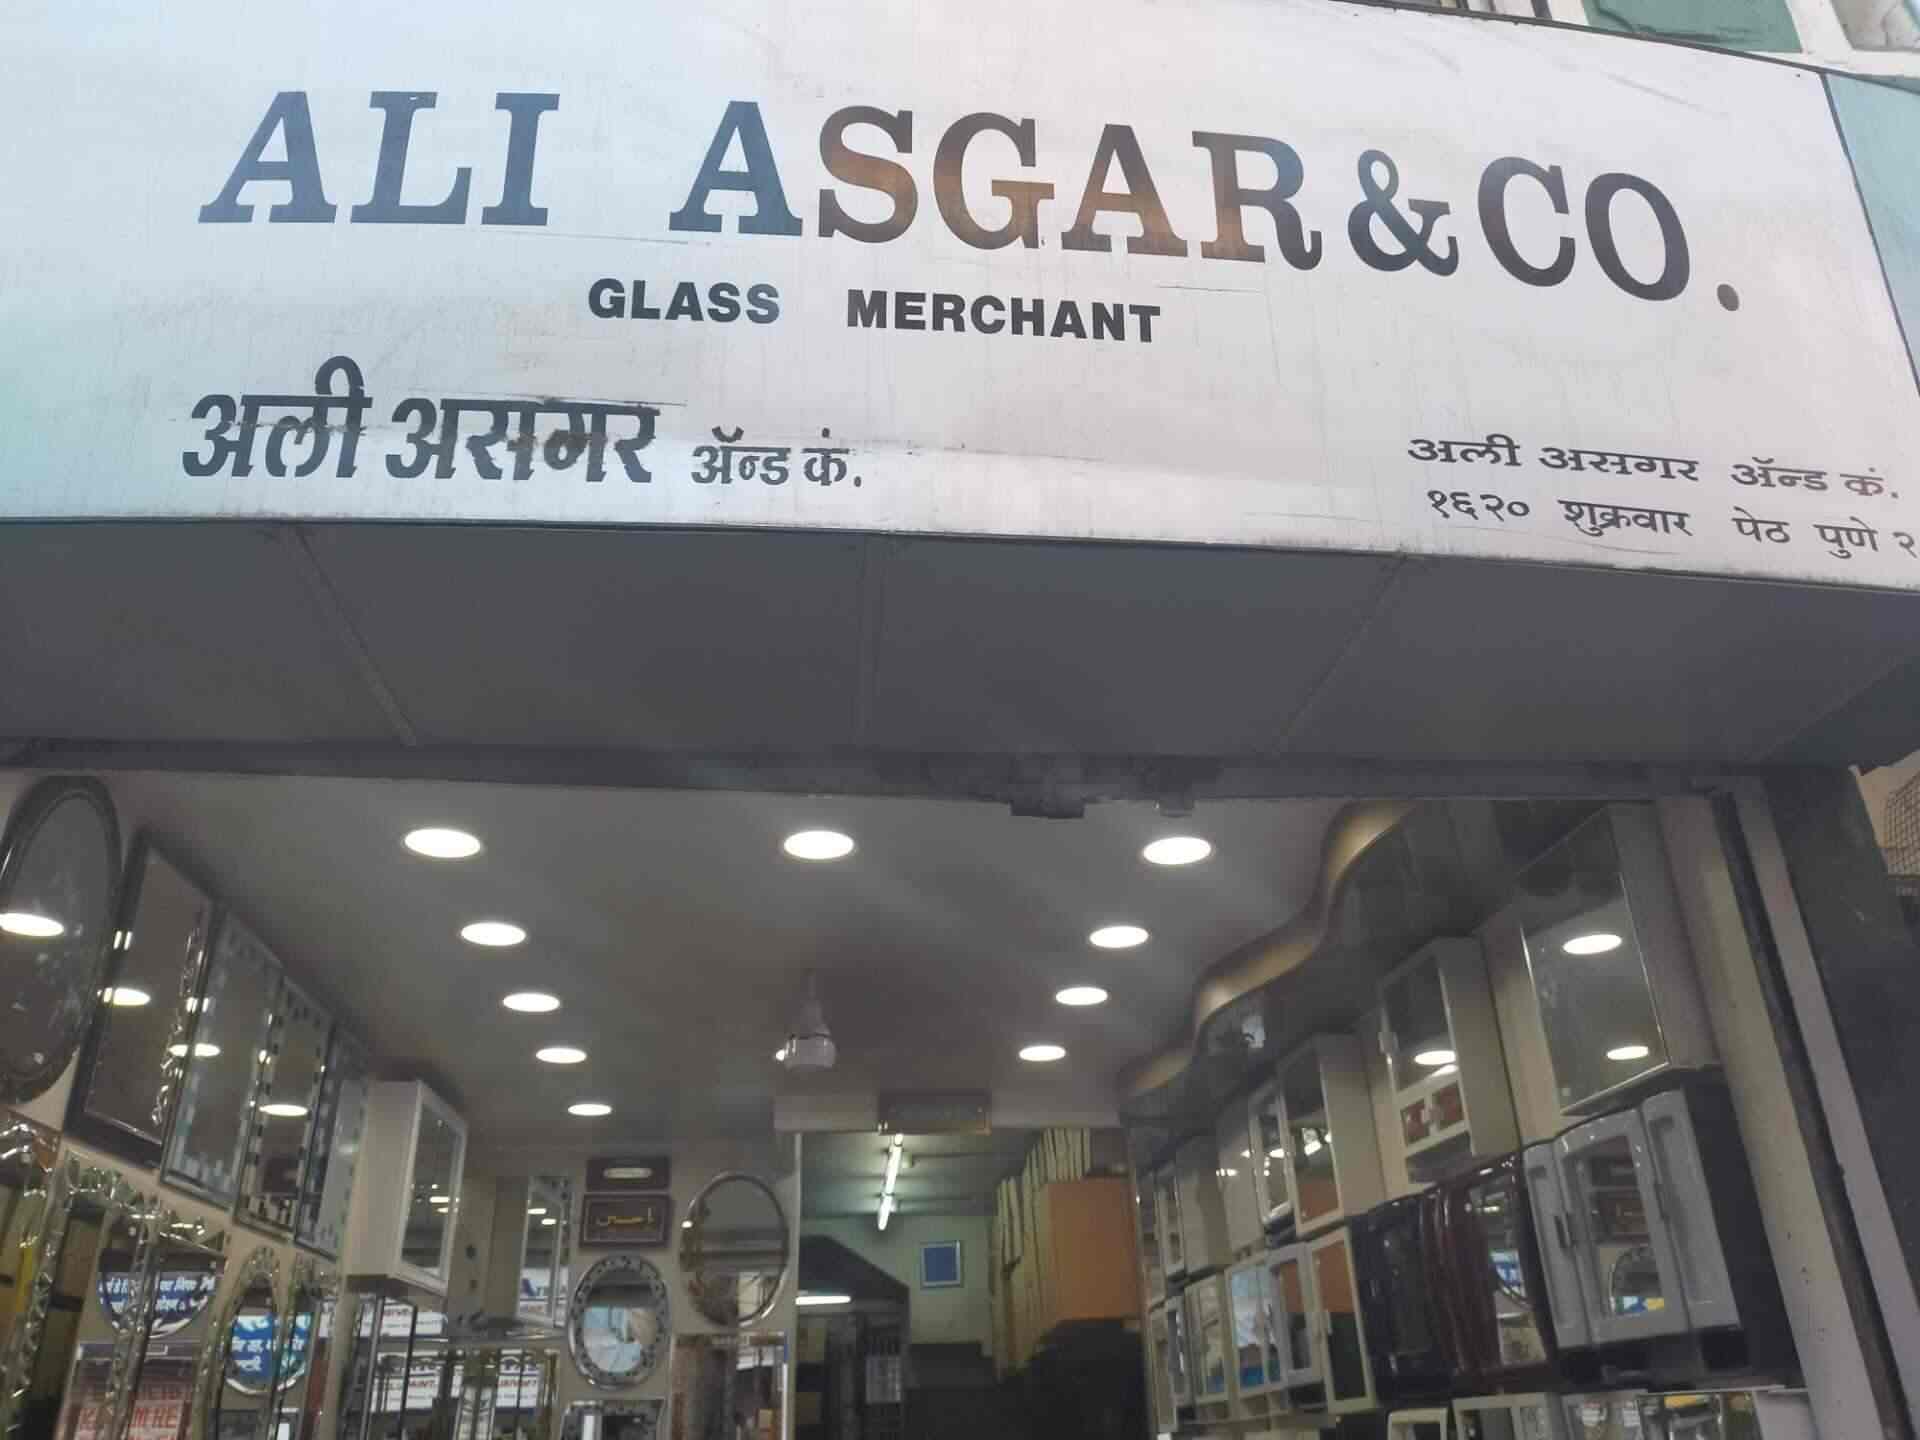 ALI ASGAR & CO.
GLASS MERCHANT
अली असगर ॲन्ड कं.
अली असगर ॲन्ड कं.
१६२० शुक्रवार पेठ पुणे २